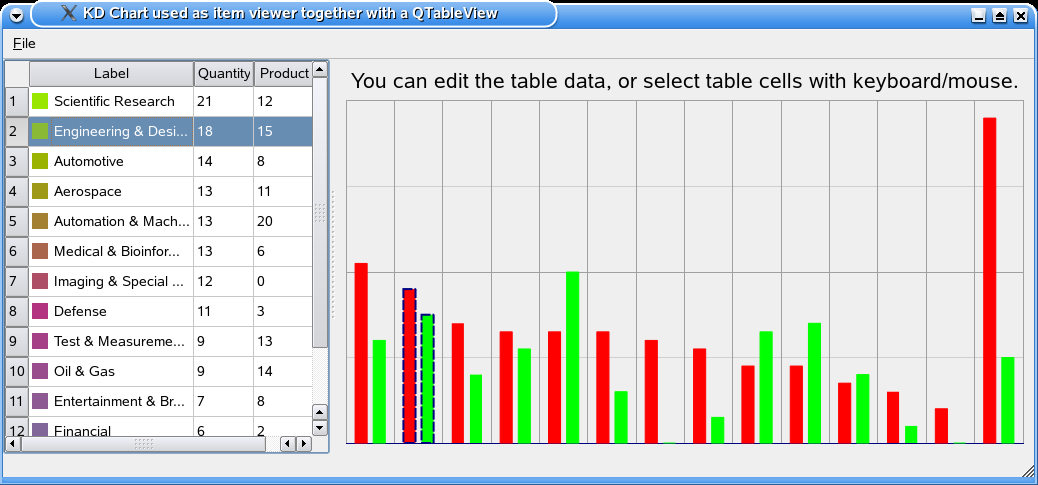 KD Chart used as item viewer together with a QTableView
File
Label Quantity Product
You can edit the table data, or select table cells with keyboard/mouse.
1 Scientific Research 21 12
2 Engineering & Desi... 18 15
3 Automotive 14 8
4 Aerospace 13 11
5 Automation & Mach... 13 20
6 Medical & Bioinfor... 13 6
7 Imaging & Special ... 12 0
8 Defense 11 3
9 Test & Measureme... 9 13
10 Oil & Gas 9 14
11 Entertainment & Br... 7 8
12 Financial 6 2